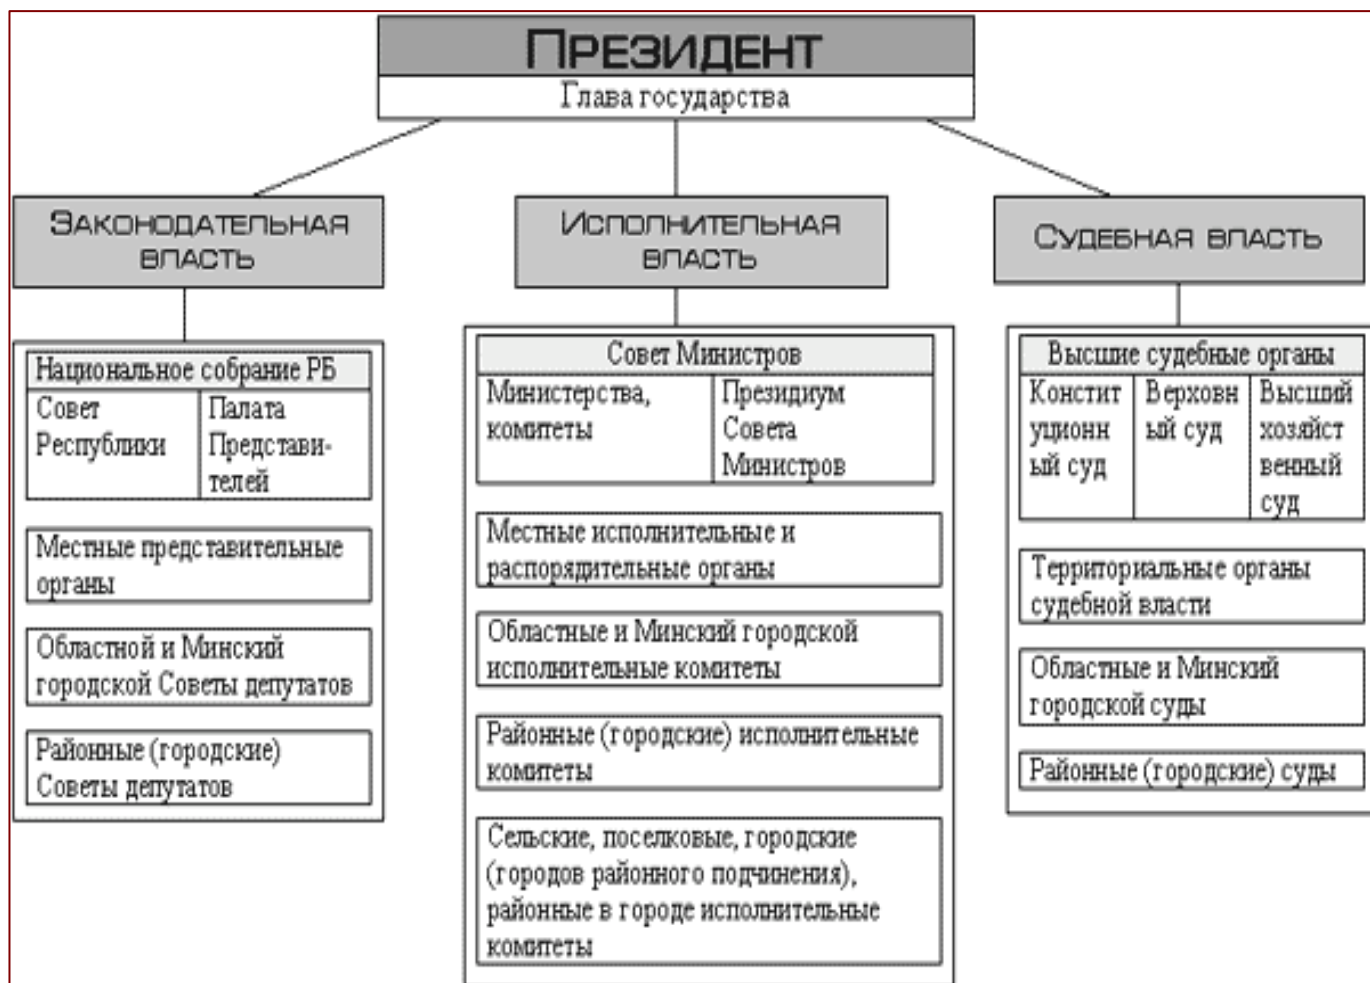 ПРЕЗИДЕНТ
Глава государства
ЗАКОНОДАТЕЛЬНАЯ
ВЛАСТЬ
Национальное собрание РБ
Совет
Республики
Палата
Представи-
телей
Местные представительные
органы
Областной и Минский
городской Советы депутатов
Районные (городские)
Советы депутатов
ИСПОЛНИТЕЛЬНАЯ
ВЛАСТЬ
Совет Министров
Министерства,
комитеты
Президиум
Совета
Министров
Местные исполнительные и
распорядительные органы
Областные и Минский городской
исполнительные комитеты
Районные (городские) исполнительные
комитеты
Сельские, поселковые, городские
(городов районного подчинения),
районные в городе исполнительные
комитеты
СУДЕБНАЯ ВЛАСТЬ
Высшие судебные органы
Констит
уционн
ый суд
Верховн
ый суд
Высший
хозяйст
венный
суд
Территориальные органы
судебной власти
Областные и Минский
городской суды
Районные (городские) суды